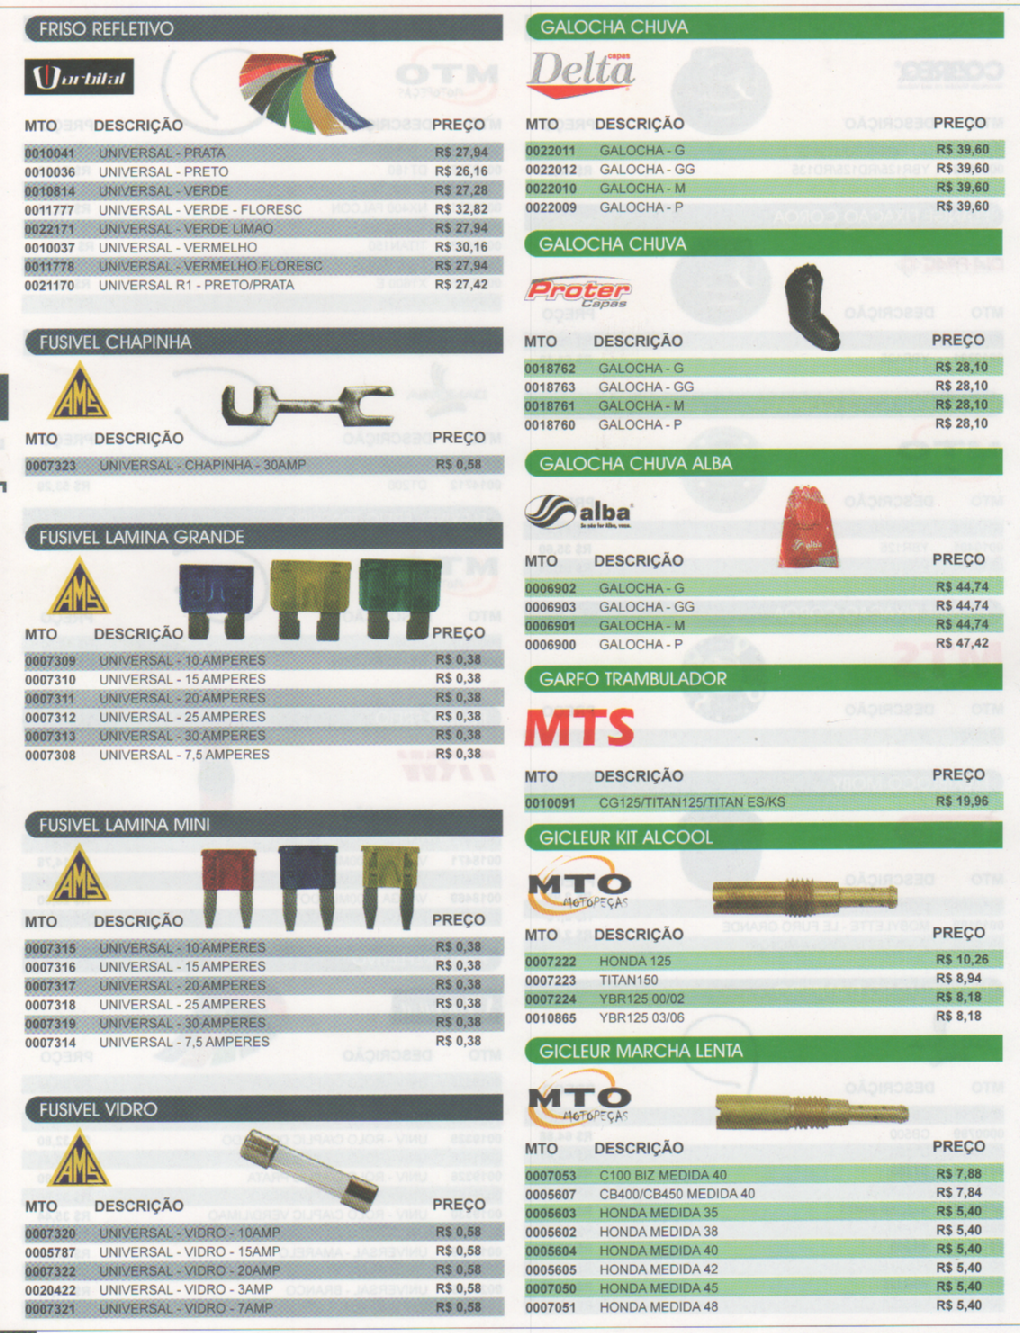 FRISO REFLETIVO
orbital
MTO DESCRIÇÃO PREÇO
0010041 UNIVERSAL - PRATA R$ 27,94
0010036 UNIVERSAL - PRETO R$ 26,16
0010814 UNIVERSAL - VERDE R$ 27,28
0011777 UNIVERSAL - VERDE - FLORESC R$ 32,82
0022171 UNIVERSAL - VERDE LIMAO R$ 27,94
0010037 UNIVERSAL - VERMELHO R$ 30,16
0011778 UNIVERSAL - VERMELHO FLORESC R$ 27,94
0021170 UNIVERSAL R1 - PRETO/PRATA R$ 27,42
FUSIVEL CHAPINHA
AMS
MTO DESCRIÇÃO PREÇO
0007323 UNIVERSAL - CHAPINHA - 30AMP R$ 0,58
FUSIVEL LAMINA GRANDE
AMS
MTO DESCRIÇÃO PREÇO
0007309 UNIVERSAL - 10 AMPERES R$ 0,38
0007310 UNIVERSAL - 15 AMPERES R$ 0,38
0007311 UNIVERSAL - 20 AMPERES R$ 0,38
0007312 UNIVERSAL - 25 AMPERES R$ 0,38
0007313 UNIVERSAL - 30 AMPERES R$ 0,38
0007308 UNIVERSAL - 7,5 AMPERES R$ 0,38
FUSIVEL LAMINA MINI
AMS
MTO DESCRIÇÃO PREÇO
0007315 UNIVERSAL - 10 AMPERES R$ 0,38
0007316 UNIVERSAL - 15 AMPERES R$ 0,38
0007317 UNIVERSAL - 20 AMPERES R$ 0,38
0007318 UNIVERSAL - 25 AMPERES R$ 0,38
0007319 UNIVERSAL - 30 AMPERES R$ 0,38
0007314 UNIVERSAL - 7,5 AMPERES R$ 0,38
FUSIVEL VIDRO
AMS
MTO DESCRIÇÃO PREÇO
0007320 UNIVERSAL - VIDRO - 10AMP R$ 0,58
0005787 UNIVERSAL - VIDRO - 15AMP R$ 0,58
0007322 UNIVERSAL - VIDRO - 20AMP R$ 0,58
0020422 UNIVERSAL - VIDRO - 3AMP R$ 0,58
0007321 UNIVERSAL - VIDRO - 7AMP R$ 0,58
GALOCHA CHUVA
capas
Delta
MTO DESCRIÇÃO PREÇO
0022011 GALOCHA - G R$ 39,60
0022012 GALOCHA - GG R$ 39,60
0022010 GALOCHA - M R$ 39,60
0022009 GALOCHA - P R$ 39,60
GALOCHA CHUVA
Proter
Capas
MTO DESCRIÇÃO PREÇO
0018762 GALOCHA - G R$ 28,10
0018763 GALOCHA - GG R$ 28,10
0018761 GALOCHA - M R$ 28,10
0018760 GALOCHA - P R$ 28,10
GALOCHA CHUVA ALBA
alba
Se não for Alba, voce.
MTO DESCRIÇÃO PREÇO
0006902 GALOCHA - G R$ 44,74
0006903 GALOCHA - GG R$ 44,74
0006901 GALOCHA - M R$ 44,74
0006900 GALOCHA - P R$ 47,42
GARFO TRAMBULADOR
MTS
MTO DESCRIÇÃO PREÇO
0010091 CG125/TITAN125/TITAN ES/KS R$ 19,96
GICLEUR KIT ALCOOL
MTO
MOTOPEÇAS
MTO DESCRIÇÃO PREÇO
0007222 HONDA 125 R$ 10,26
0007223 TITAN150 R$ 8,94
0007224 YBR125 00/02 R$ 8,18
0010865 YBR125 03/06 R$ 8,18
GICLEUR MARCHA LENTA
MTO
MOTOPEÇAS
MTO DESCRIÇÃO PREÇO
0007053 C100 BIZ MEDIDA 40 R$ 7,88
0005607 CB400/CB450 MEDIDA 40 R$ 7,84
0005603 HONDA MEDIDA 35 R$ 5,40
0005602 HONDA MEDIDA 38 R$ 5,40
0005604 HONDA MEDIDA 40 R$ 5,40
0005605 HONDA MEDIDA 42 R$ 5,40
0007050 HONDA MEDIDA 45 R$ 5,40
0007051 HONDA MEDIDA 48 R$ 5,40